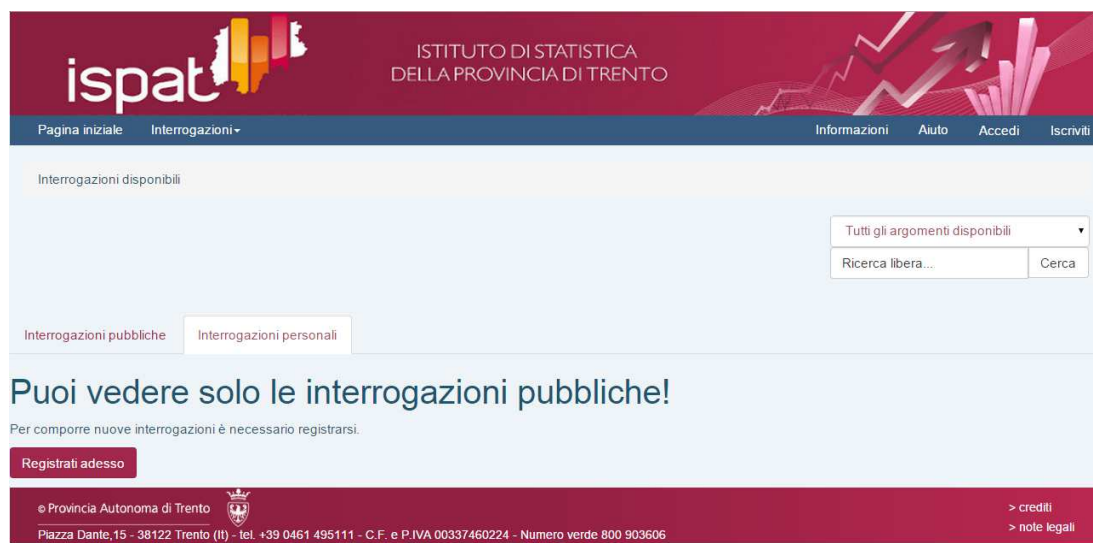 ispat
ISTITUTO DI STATISTICA
DELLA PROVINCIA DI TRENTO
Pagina iniziale Interrogazioni Informazioni Aiuto Accedi Iscriviti
Interrogazioni disponibili
Tutti gli argomenti disponibili
Ricerca libera... Cerca
Interrogazioni pubbliche Interrogazioni personali
Puoi vedere solo le interrogazioni pubbliche!
Per comporre nuove interrogazioni è necessario registrarsi.
Registrati adesso
© Provincia Autonoma di Trento > crediti
Piazza Dante,15 - 38122 Trento (It) - tel. +39 0461 495111 - C.F. e P.IVA 00337460224 - Numero verde 800 903606 > note legali